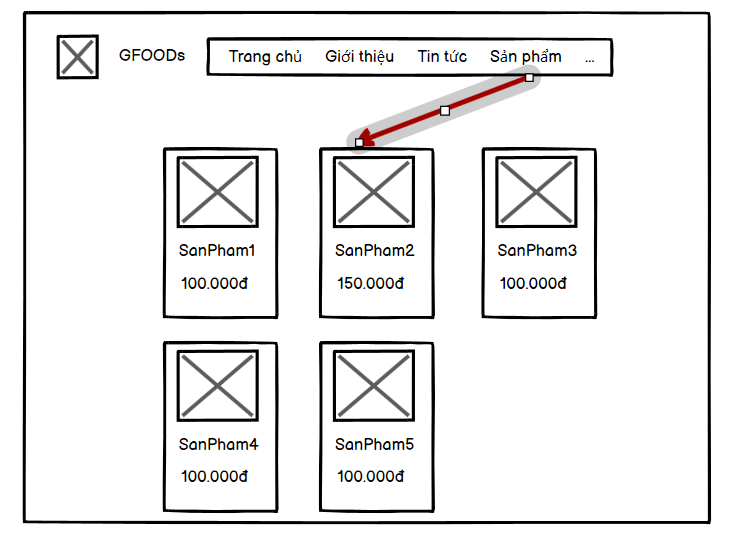 GFOODs
Trang chủ Giới thiệu Tin tức Sản phẩm ...
SanPham1 SanPham2 SanPham3
100.000đ 150.000đ 100.000đ
SanPham4 SanPham5
100.000đ 100.000đ